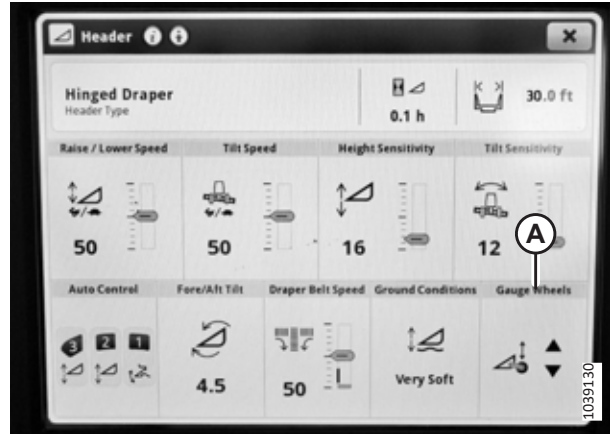 Header
Hinged Draper
Header Type
0.1 h
30.0 ft
Raise / Lower Speed
Tilt Speed
Height Sensitivity
Tilt Sensitivity
50
50
16
12
A
Auto Control
Fore/Aft Tilt
Draper Belt Speed
Ground Conditions
Gauge Wheels
3 2 1
4.5
50
Very Soft
1039130